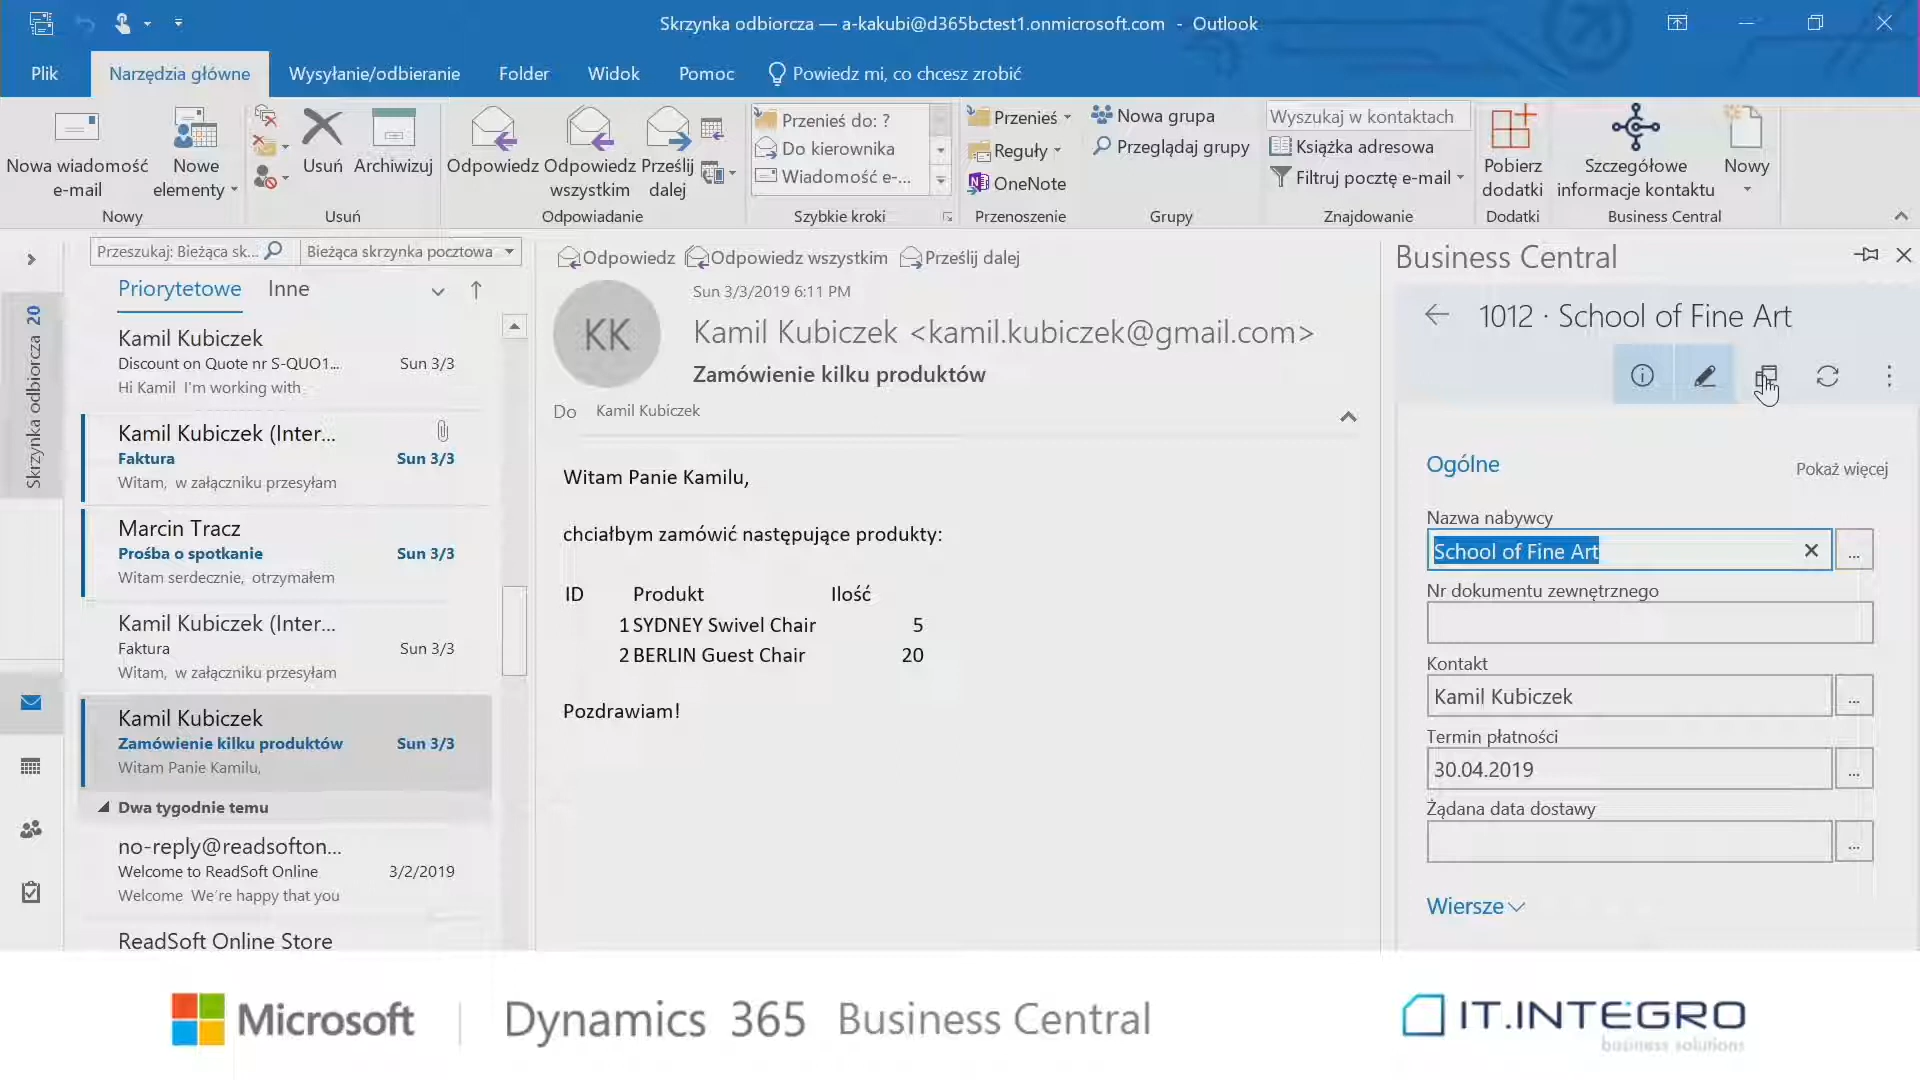 Skrzynka odbiorcza — a-kakubi@d365bctest1.onmicrosoft.com - Outlook
Plik Narzędzia główne Wysyłanie/odbieranie Folder Widok Pomoc Powiedz mi, co chcesz zrobić
Nowa wiadomość e-mail
Nowe elementy
Nowy
Usuń
Archiwizuj
Usuń
Odpowiedz
Odpowiedz wszystkim
Prześlij dalej
Odpowiadanie
Przenieś do: ?
Do kierownika
Wiadomość e-...
Szybkie kroki
Przenieś
Reguły
OneNote
Przenoszenie
Nowa grupa
Przeglądaj grupy
Grupy
Wyszukaj w kontaktach
Książka adresowa
Filtruj pocztę e-mail
Znajdowanie
Pobierz dodatki
Dodatki
Szczegółowe informacje kontaktu
Nowy
Business Central
Skrzynka odbiorcza 20
Przeszukaj: Bieżąca sk... Bieżąca skrzynka pocztowa
Priorytetowe Inne
Kamil Kubiczek
Discount on Quote nr S-QUO1... Sun 3/3
Hi Kamil I'm working with
Kamil Kubiczek (Inter...
Faktura Sun 3/3
Witam, w załączniku przesyłam
Marcin Tracz
Prośba o spotkanie Sun 3/3
Witam serdecznie, otrzymałem
Kamil Kubiczek (Inter...
Faktura Sun 3/3
Witam, w załączniku przesyłam
Kamil Kubiczek
Zamówienie kilku produktów Sun 3/3
Witam Panie Kamilu,
Dwa tygodnie temu
no-reply@readsofton...
Welcome to ReadSoft Online 3/2/2019
Welcome We're happy that you
ReadSoft Online Store
Odpowiedz Odpowiedz wszystkim Prześlij dalej
Sun 3/3/2019 6:11 PM
KK
Kamil Kubiczek <kamil.kubiczek@gmail.com>
Zamówienie kilku produktów
Do Kamil Kubiczek
Witam Panie Kamilu,
chciałbym zamówić następujące produkty:
ID Produkt Ilość
1 SYDNEY Swivel Chair 5
2 BERLIN Guest Chair 20
Pozdrawiam!
Business Central
1012 · School of Fine Art
Ogólne Pokaż więcej
Nazwa nabywcy
School of Fine Art ...
Nr dokumentu zewnętrznego
Kontakt
Kamil Kubiczek ...
Termin płatności
30.04.2019 ...
Żądana data dostawy
...
Wiersze
Microsoft Dynamics 365 Business Central
IT.INTEGRO
business solutions